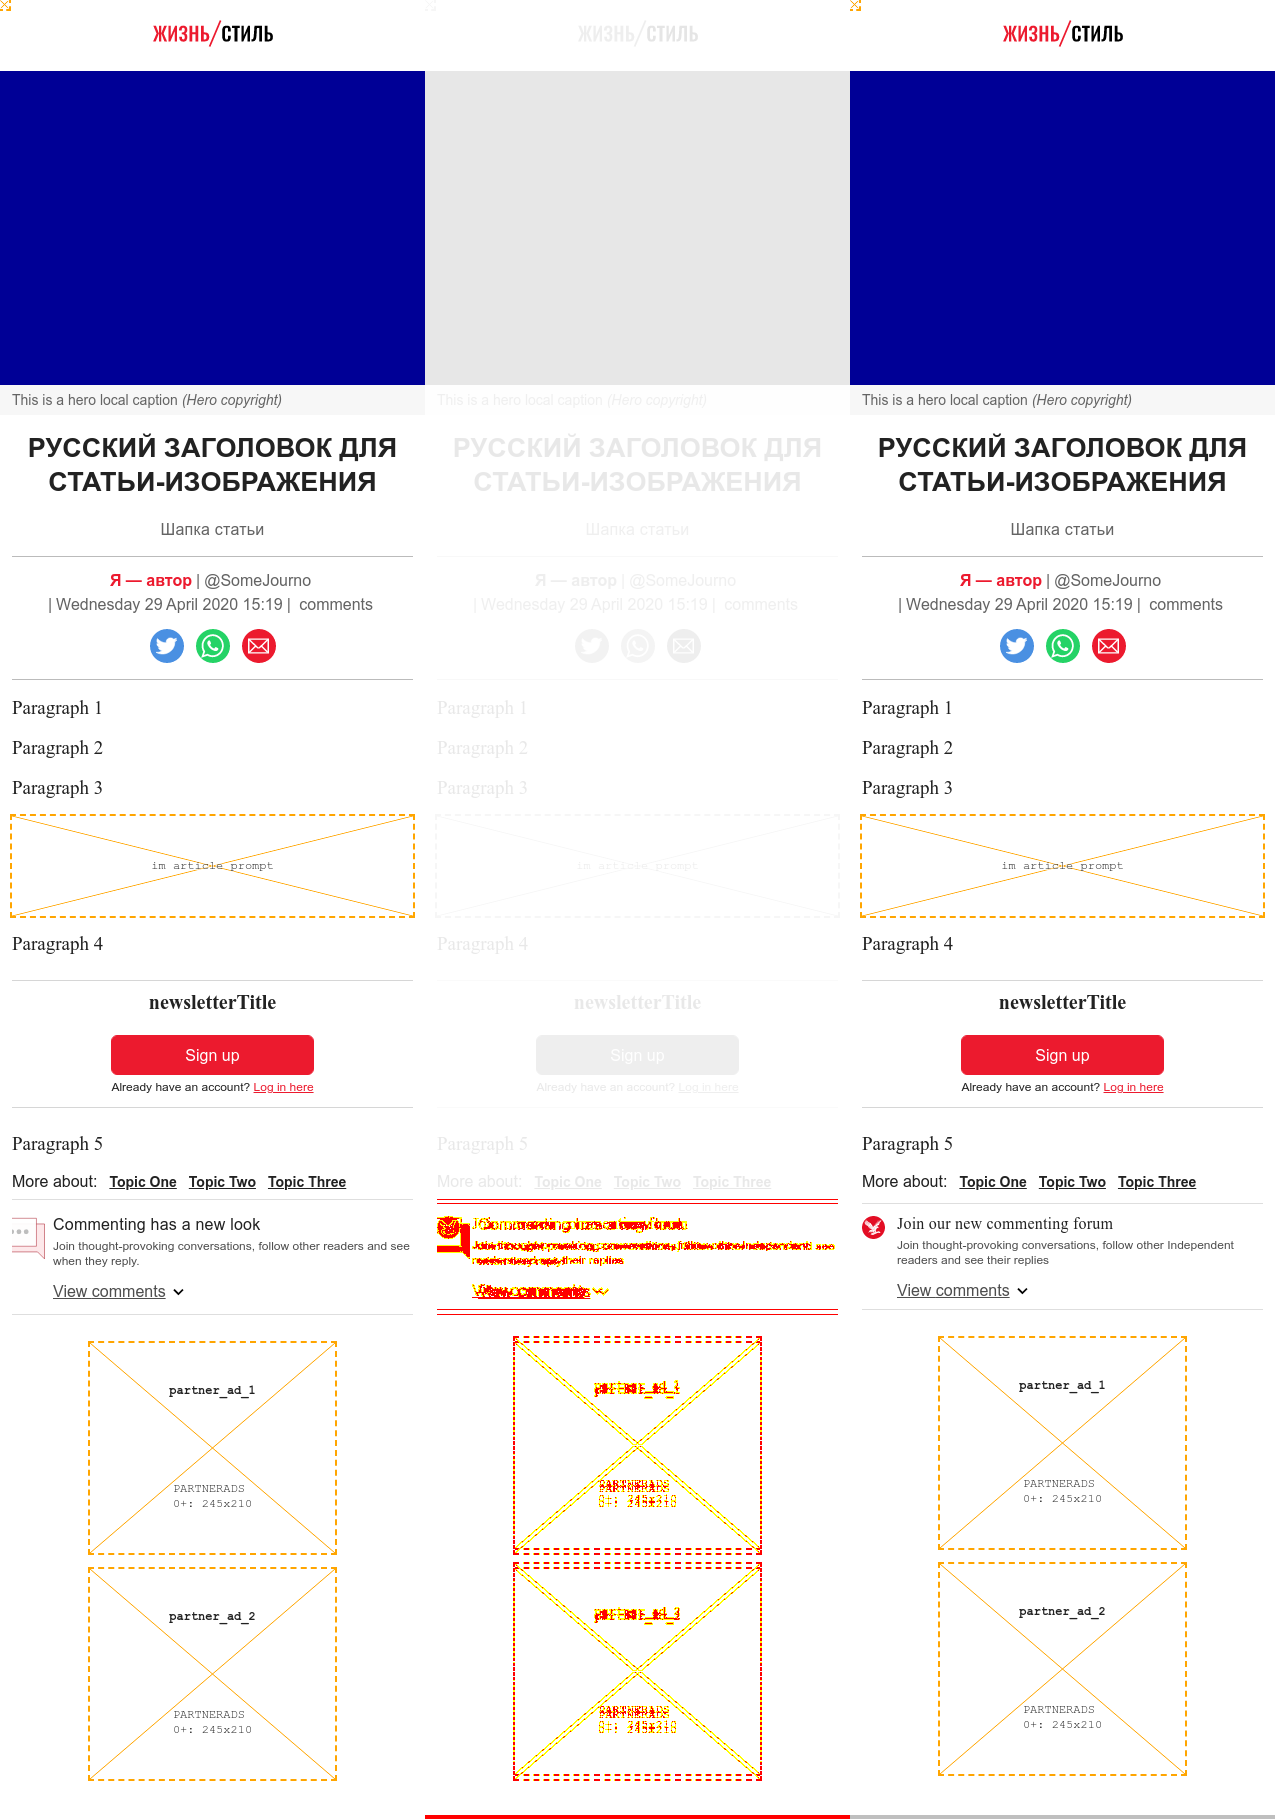 ЖИЗНЬ/СТИЛЬ
This is a hero local caption (Hero copyright)
РУССКИЙ ЗАГОЛОВОК ДЛЯ
СТАТЬИ-ИЗОБРАЖЕНИЯ
Шапка статьи
Я — автор | @SomeJourno
| Wednesday 29 April 2020 15:19 | comments
Paragraph 1
Paragraph 2
Paragraph 3
im article prompt
Paragraph 4
newsletterTitle
Sign up
Already have an account? Log in here
Paragraph 5
More about: Topic One Topic Two Topic Three
Commenting has a new look
Join thought-provoking conversations, follow other readers and see
when they reply.
View comments
partner_ad_1
PARTNERADS
0+: 245x210
partner_ad_2
PARTNERADS
0+: 245x210
ЖИЗНЬ/СТИЛЬ
This is a hero local caption (Hero copyright)
РУССКИЙ ЗАГОЛОВОК ДЛЯ
СТАТЬИ-ИЗОБРАЖЕНИЯ
Шапка статьи
Я — автор | @SomeJourno
| Wednesday 29 April 2020 15:19 | comments
Paragraph 1
Paragraph 2
Paragraph 3
im article prompt
Paragraph 4
newsletterTitle
Sign up
Already have an account? Log in here
Paragraph 5
More about: Topic One Topic Two Topic Three
ЖИЗНЬ/СТИЛЬ
This is a hero local caption (Hero copyright)
РУССКИЙ ЗАГОЛОВОК ДЛЯ
СТАТЬИ-ИЗОБРАЖЕНИЯ
Шапка статьи
Я — автор | @SomeJourno
| Wednesday 29 April 2020 15:19 | comments
Paragraph 1
Paragraph 2
Paragraph 3
im article prompt
Paragraph 4
newsletterTitle
Sign up
Already have an account? Log in here
Paragraph 5
More about: Topic One Topic Two Topic Three
Join our new commenting forum
Join thought-provoking conversations, follow other Independent
readers and see their replies
View comments
partner_ad_1
PARTNERADS
0+: 245x210
partner_ad_2
PARTNERADS
0+: 245x210